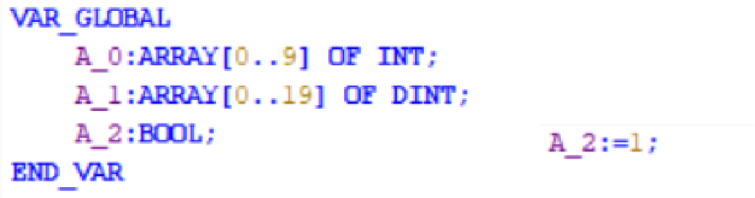 VAR_GLOBAL
A_0:ARRAY[0..9] OF INT;
A_1:ARRAY[0..19] OF DINT;
A_2:BOOL;
A_2:=1;
END_VAR